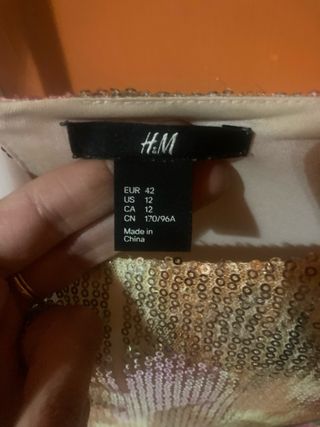 H&M
EUR 42
US 12
CA 12
CN 170/96A
Made in
China